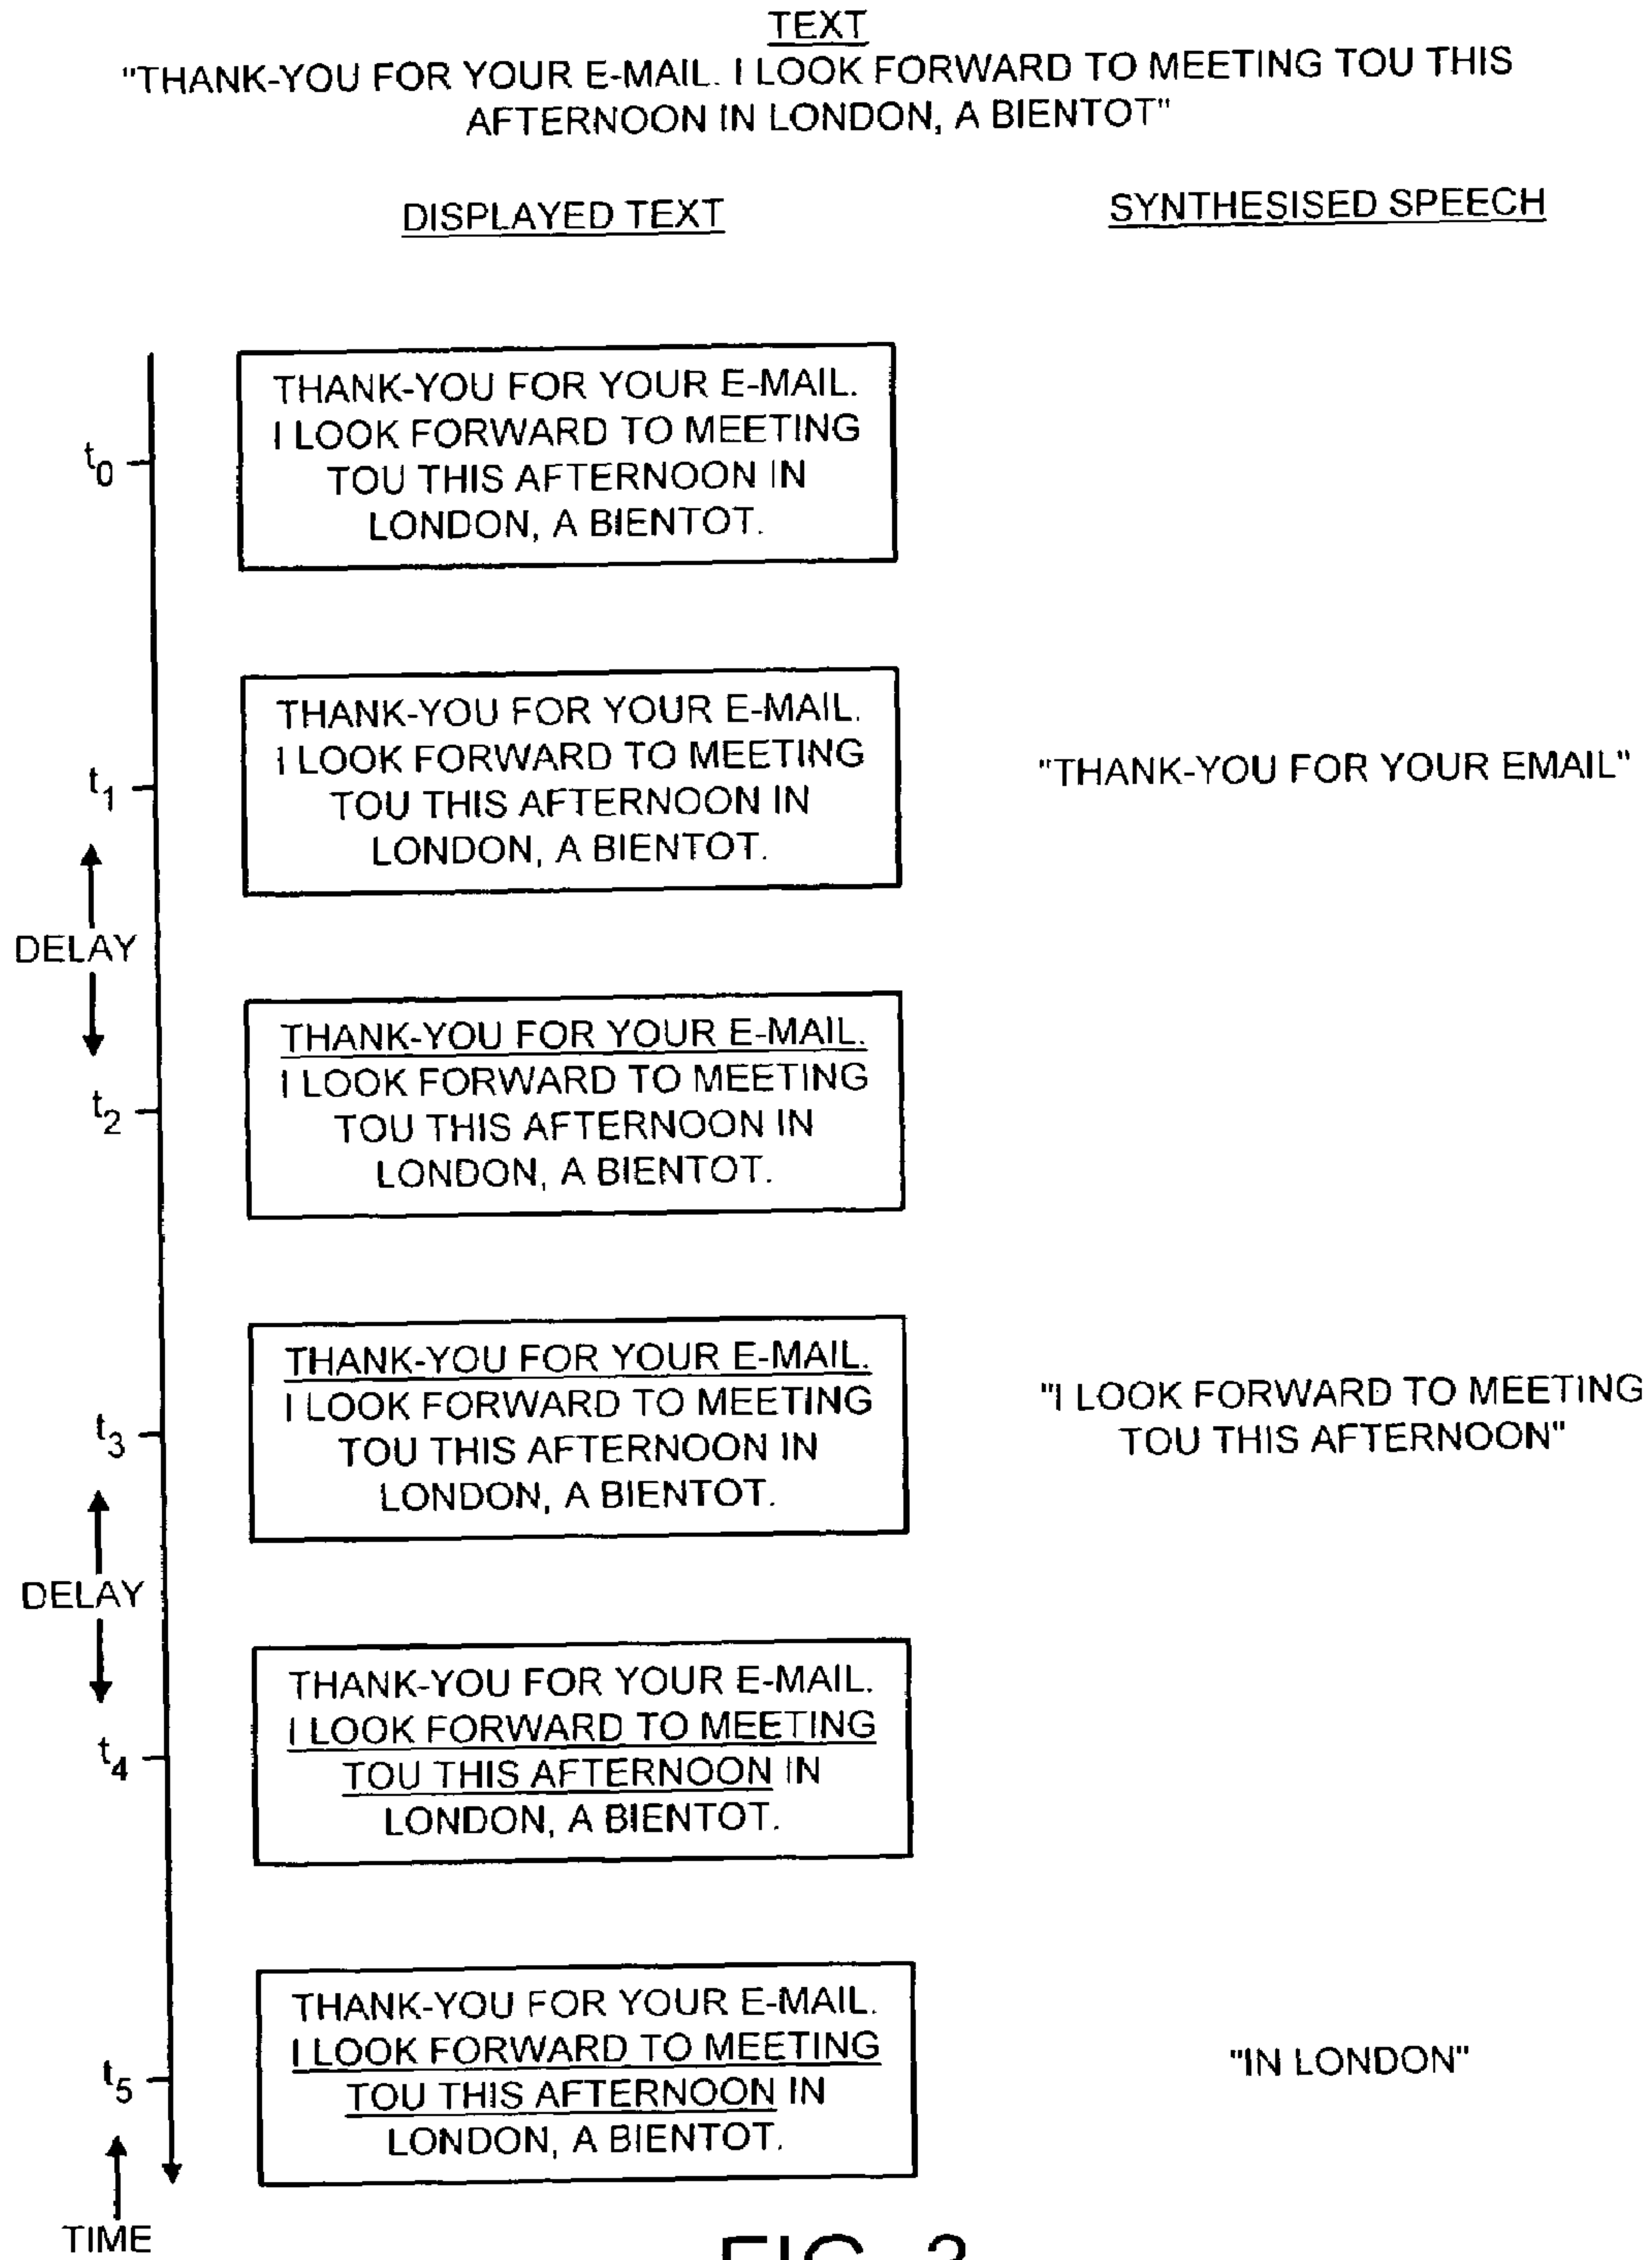 TEXT
"THANK-YOU FOR YOUR E-MAIL. I LOOK FORWARD TO MEETING TOU THIS
AFTERNOON IN LONDON, A BIENTOT"
DISPLAYED TEXT
SYNTHESISED SPEECH
t0
THANK-YOU FOR YOUR E-MAIL.
I LOOK FORWARD TO MEETING
TOU THIS AFTERNOON IN
LONDON, A BIENTOT.
t1
THANK-YOU FOR YOUR E-MAIL.
I LOOK FORWARD TO MEETING
TOU THIS AFTERNOON IN
LONDON, A BIENTOT.
"THANK-YOU FOR YOUR EMAIL"
DELAY
t2
THANK-YOU FOR YOUR E-MAIL.
I LOOK FORWARD TO MEETING
TOU THIS AFTERNOON IN
LONDON, A BIENTOT.
t3
THANK-YOU FOR YOUR E-MAIL.
I LOOK FORWARD TO MEETING
TOU THIS AFTERNOON IN
LONDON, A BIENTOT.
"I LOOK FORWARD TO MEETING
TOU THIS AFTERNOON"
DELAY
t4
THANK-YOU FOR YOUR E-MAIL.
I LOOK FORWARD TO MEETING
TOU THIS AFTERNOON IN
LONDON, A BIENTOT.
t5
THANK-YOU FOR YOUR E-MAIL.
I LOOK FORWARD TO MEETING
TOU THIS AFTERNOON IN
LONDON, A BIENTOT.
"IN LONDON"
TIME